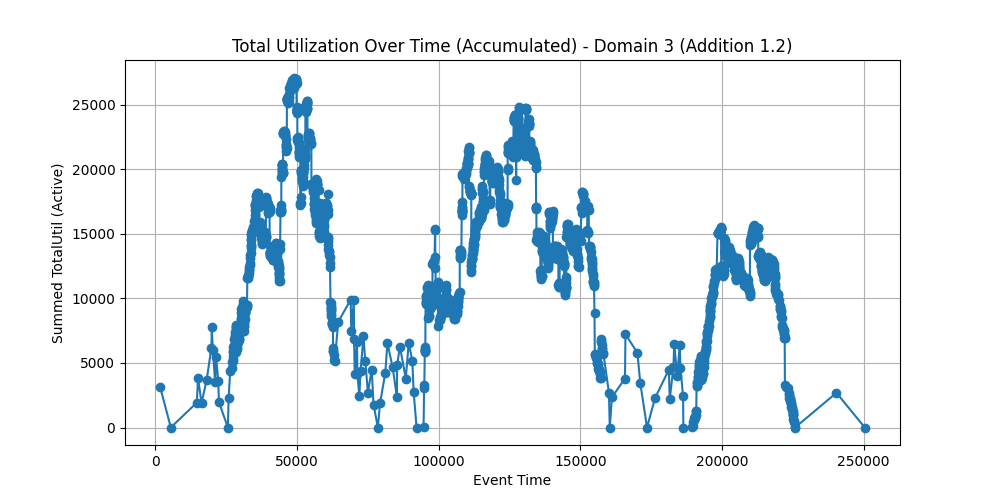 Total Utilization Over Time (Accumulated) - Domain 3 (Addition 1.2)
Summed TotalUtil (Active)
25000
20000
15000
10000
5000
0
0 50000 100000 150000 200000 250000
Event Time